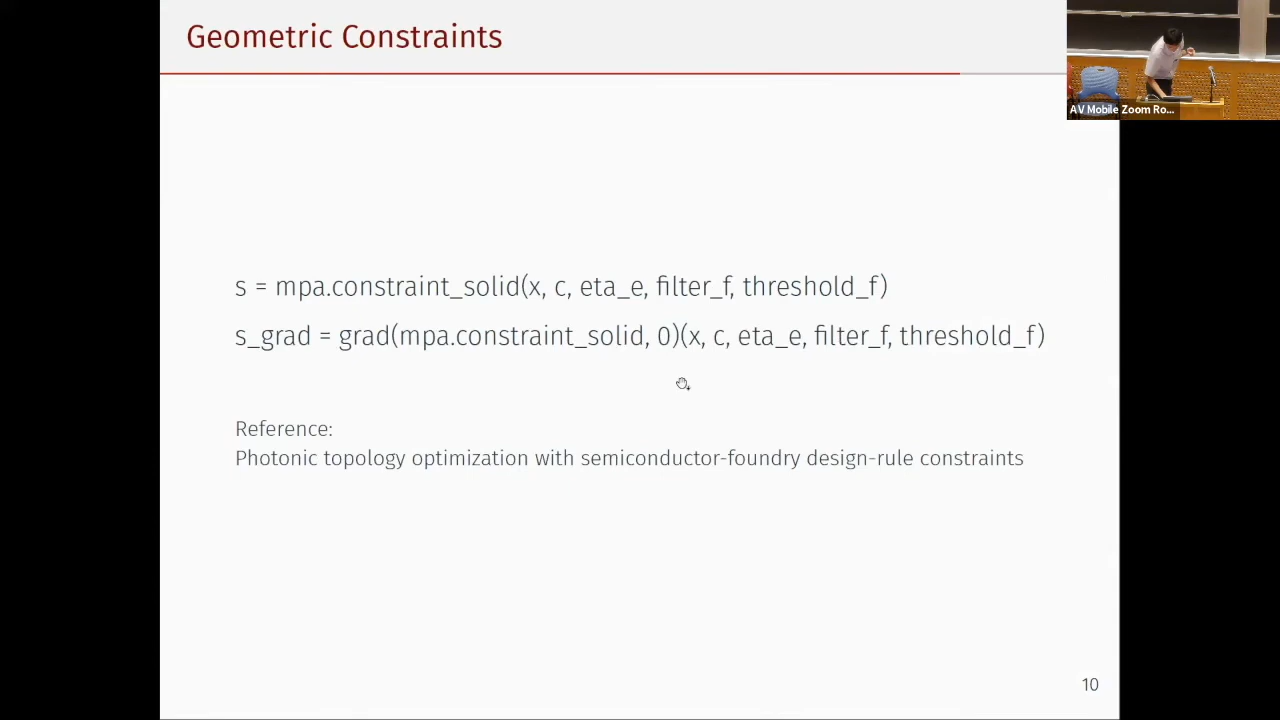 Geometric Constraints
AV Mobile Zoom Ro...
s = mpa.constraint_solid(x, c, eta_e, filter_f, threshold_f)
s_grad = grad(mpa.constraint_solid, 0)(x, c, eta_e, filter_f, threshold_f)
Reference:
Photonic topology optimization with semiconductor-foundry design-rule constraints
10